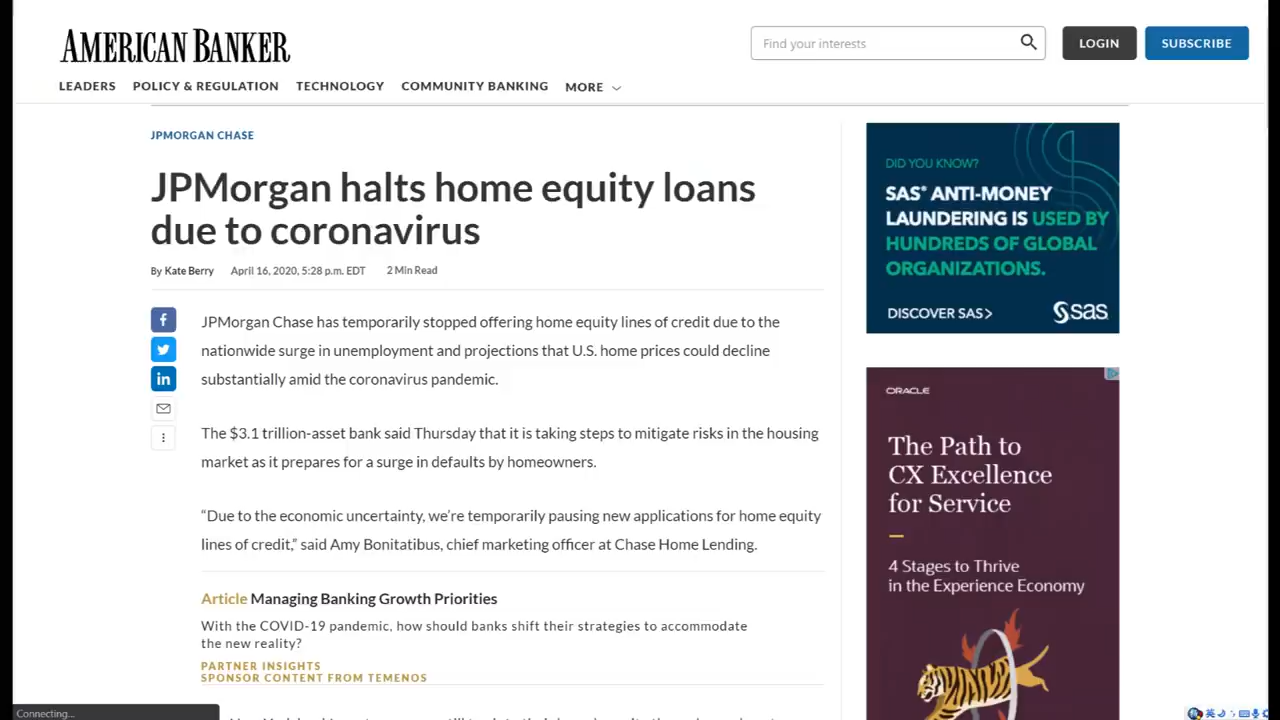 AMERICAN BANKER
Find your interests
LOGIN
SUBSCRIBE
LEADERS
POLICY & REGULATION
TECHNOLOGY
COMMUNITY BANKING
MORE
JPMORGAN CHASE
JPMorgan halts home equity loans
due to coronavirus
By Kate Berry April 16, 2020, 5:28 p.m. EDT 2 Min Read
JPMorgan Chase has temporarily stopped offering home equity lines of credit due to the
nationwide surge in unemployment and projections that U.S. home prices could decline
substantially amid the coronavirus pandemic.
The $3.1 trillion-asset bank said Thursday that it is taking steps to mitigate risks in the housing
market as it prepares for a surge in defaults by homeowners.
“Due to the economic uncertainty, we’re temporarily pausing new applications for home equity
lines of credit,” said Amy Bonitatibus, chief marketing officer at Chase Home Lending.
Article Managing Banking Growth Priorities
With the COVID-19 pandemic, how should banks shift their strategies to accommodate
the new reality?
PARTNER INSIGHTS
SPONSOR CONTENT FROM TEMENOS
DID YOU KNOW?
SAS® ANTI-MONEY
LAUNDERING IS USED BY
HUNDREDS OF GLOBAL
ORGANIZATIONS.
DISCOVER SAS>
sas
ORACLE
The Path to
CX Excellence
for Service
4 Stages to Thrive
in the Experience Economy
Connecting...
英